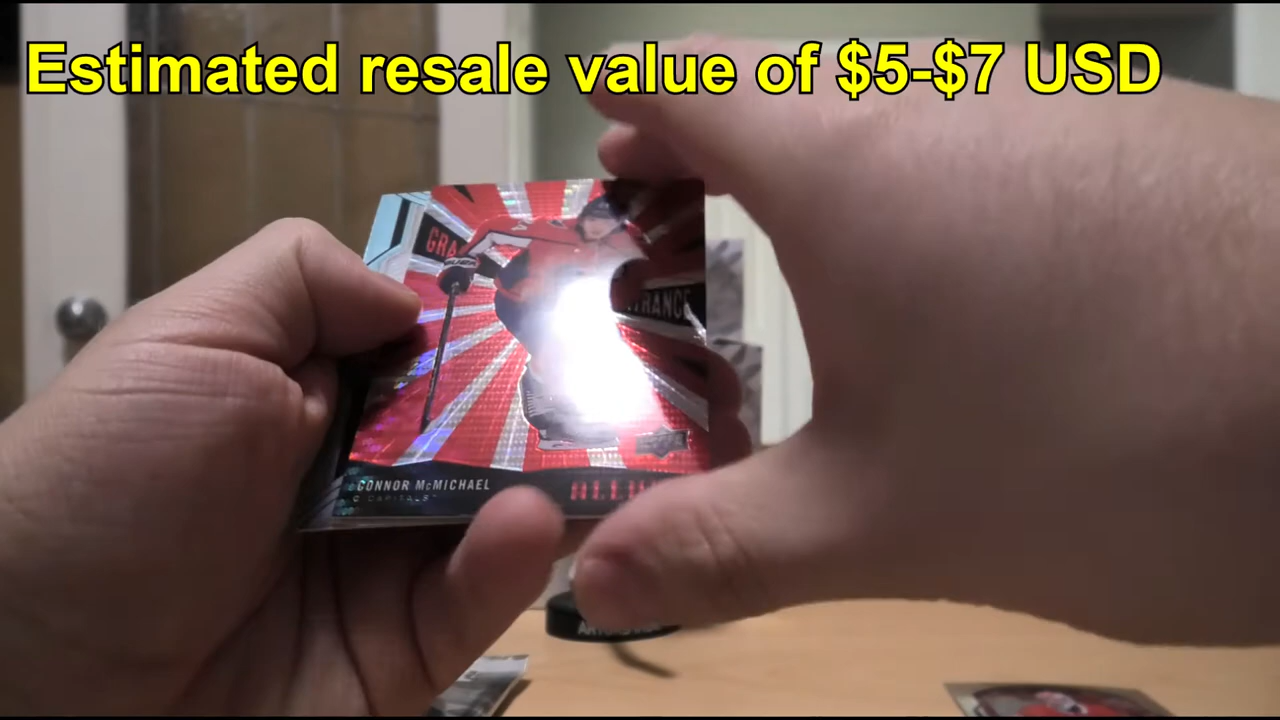 Estimated resale value of $5-$7 USD
CONNOR McMICHAEL
C CAPITALS